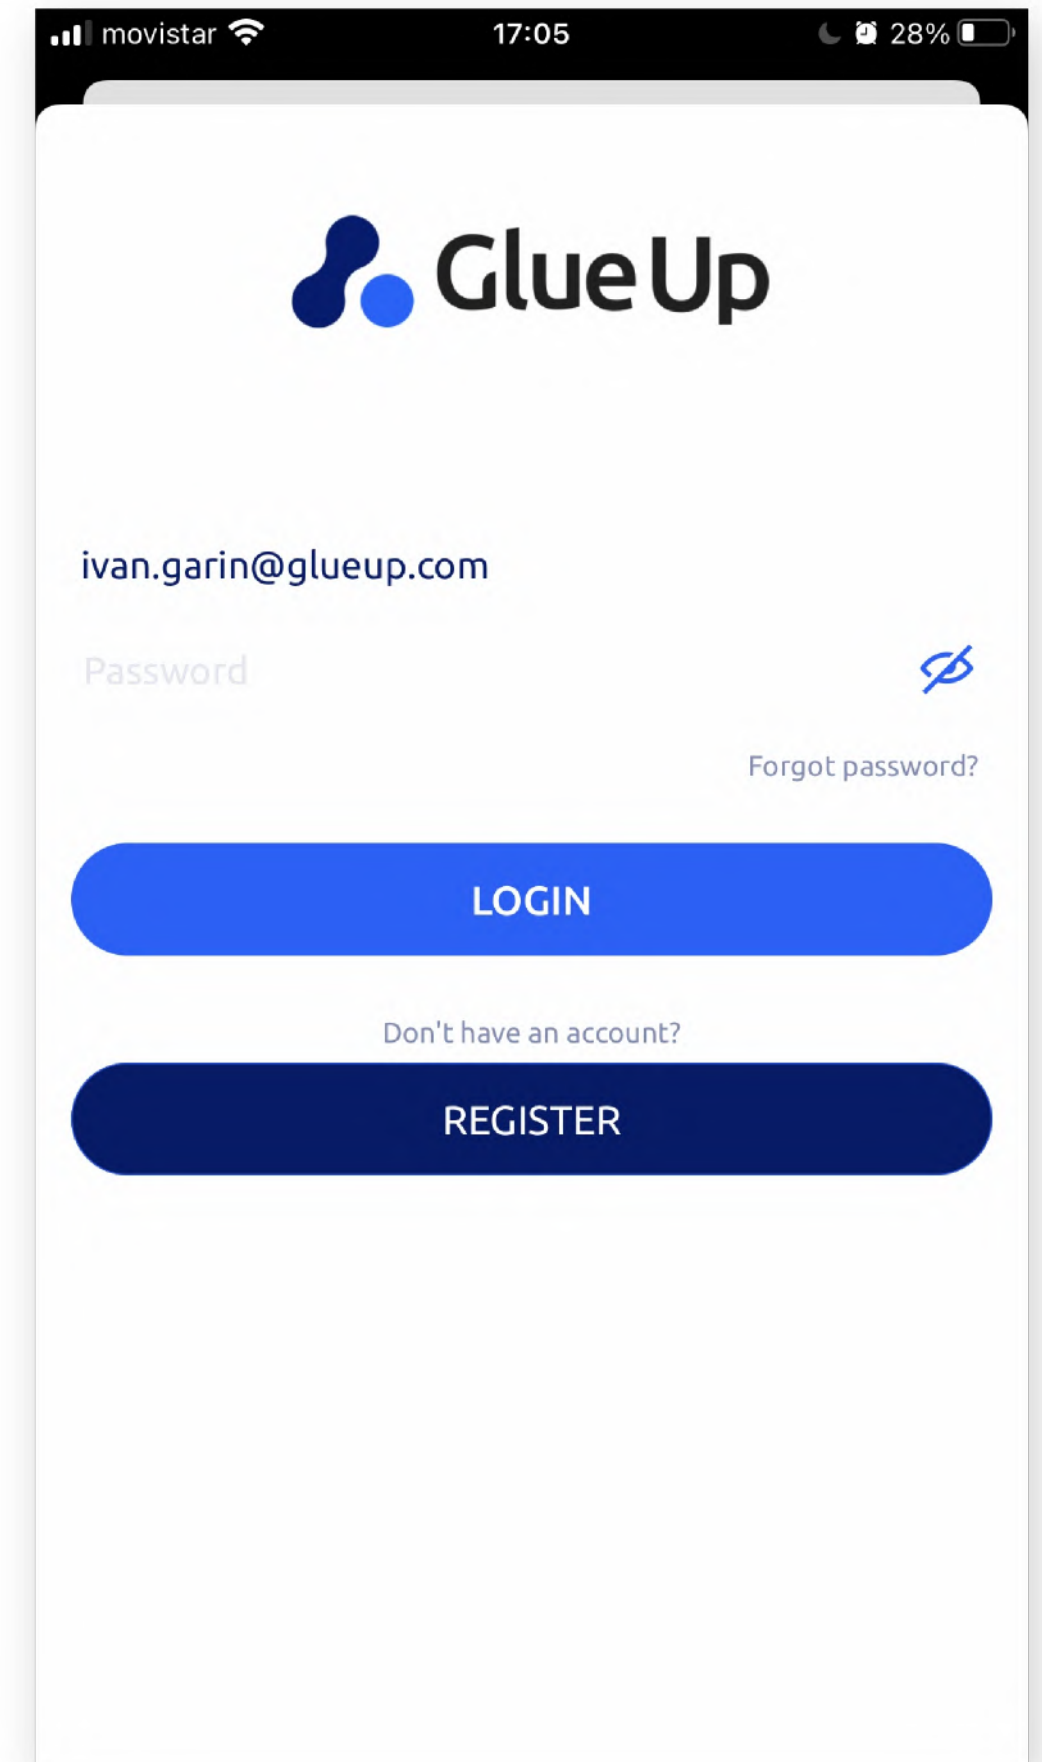 movistar 17:05 28%
Glue Up
ivan.garin@glueup.com
Password
Forgot password?
LOGIN
Don't have an account?
REGISTER